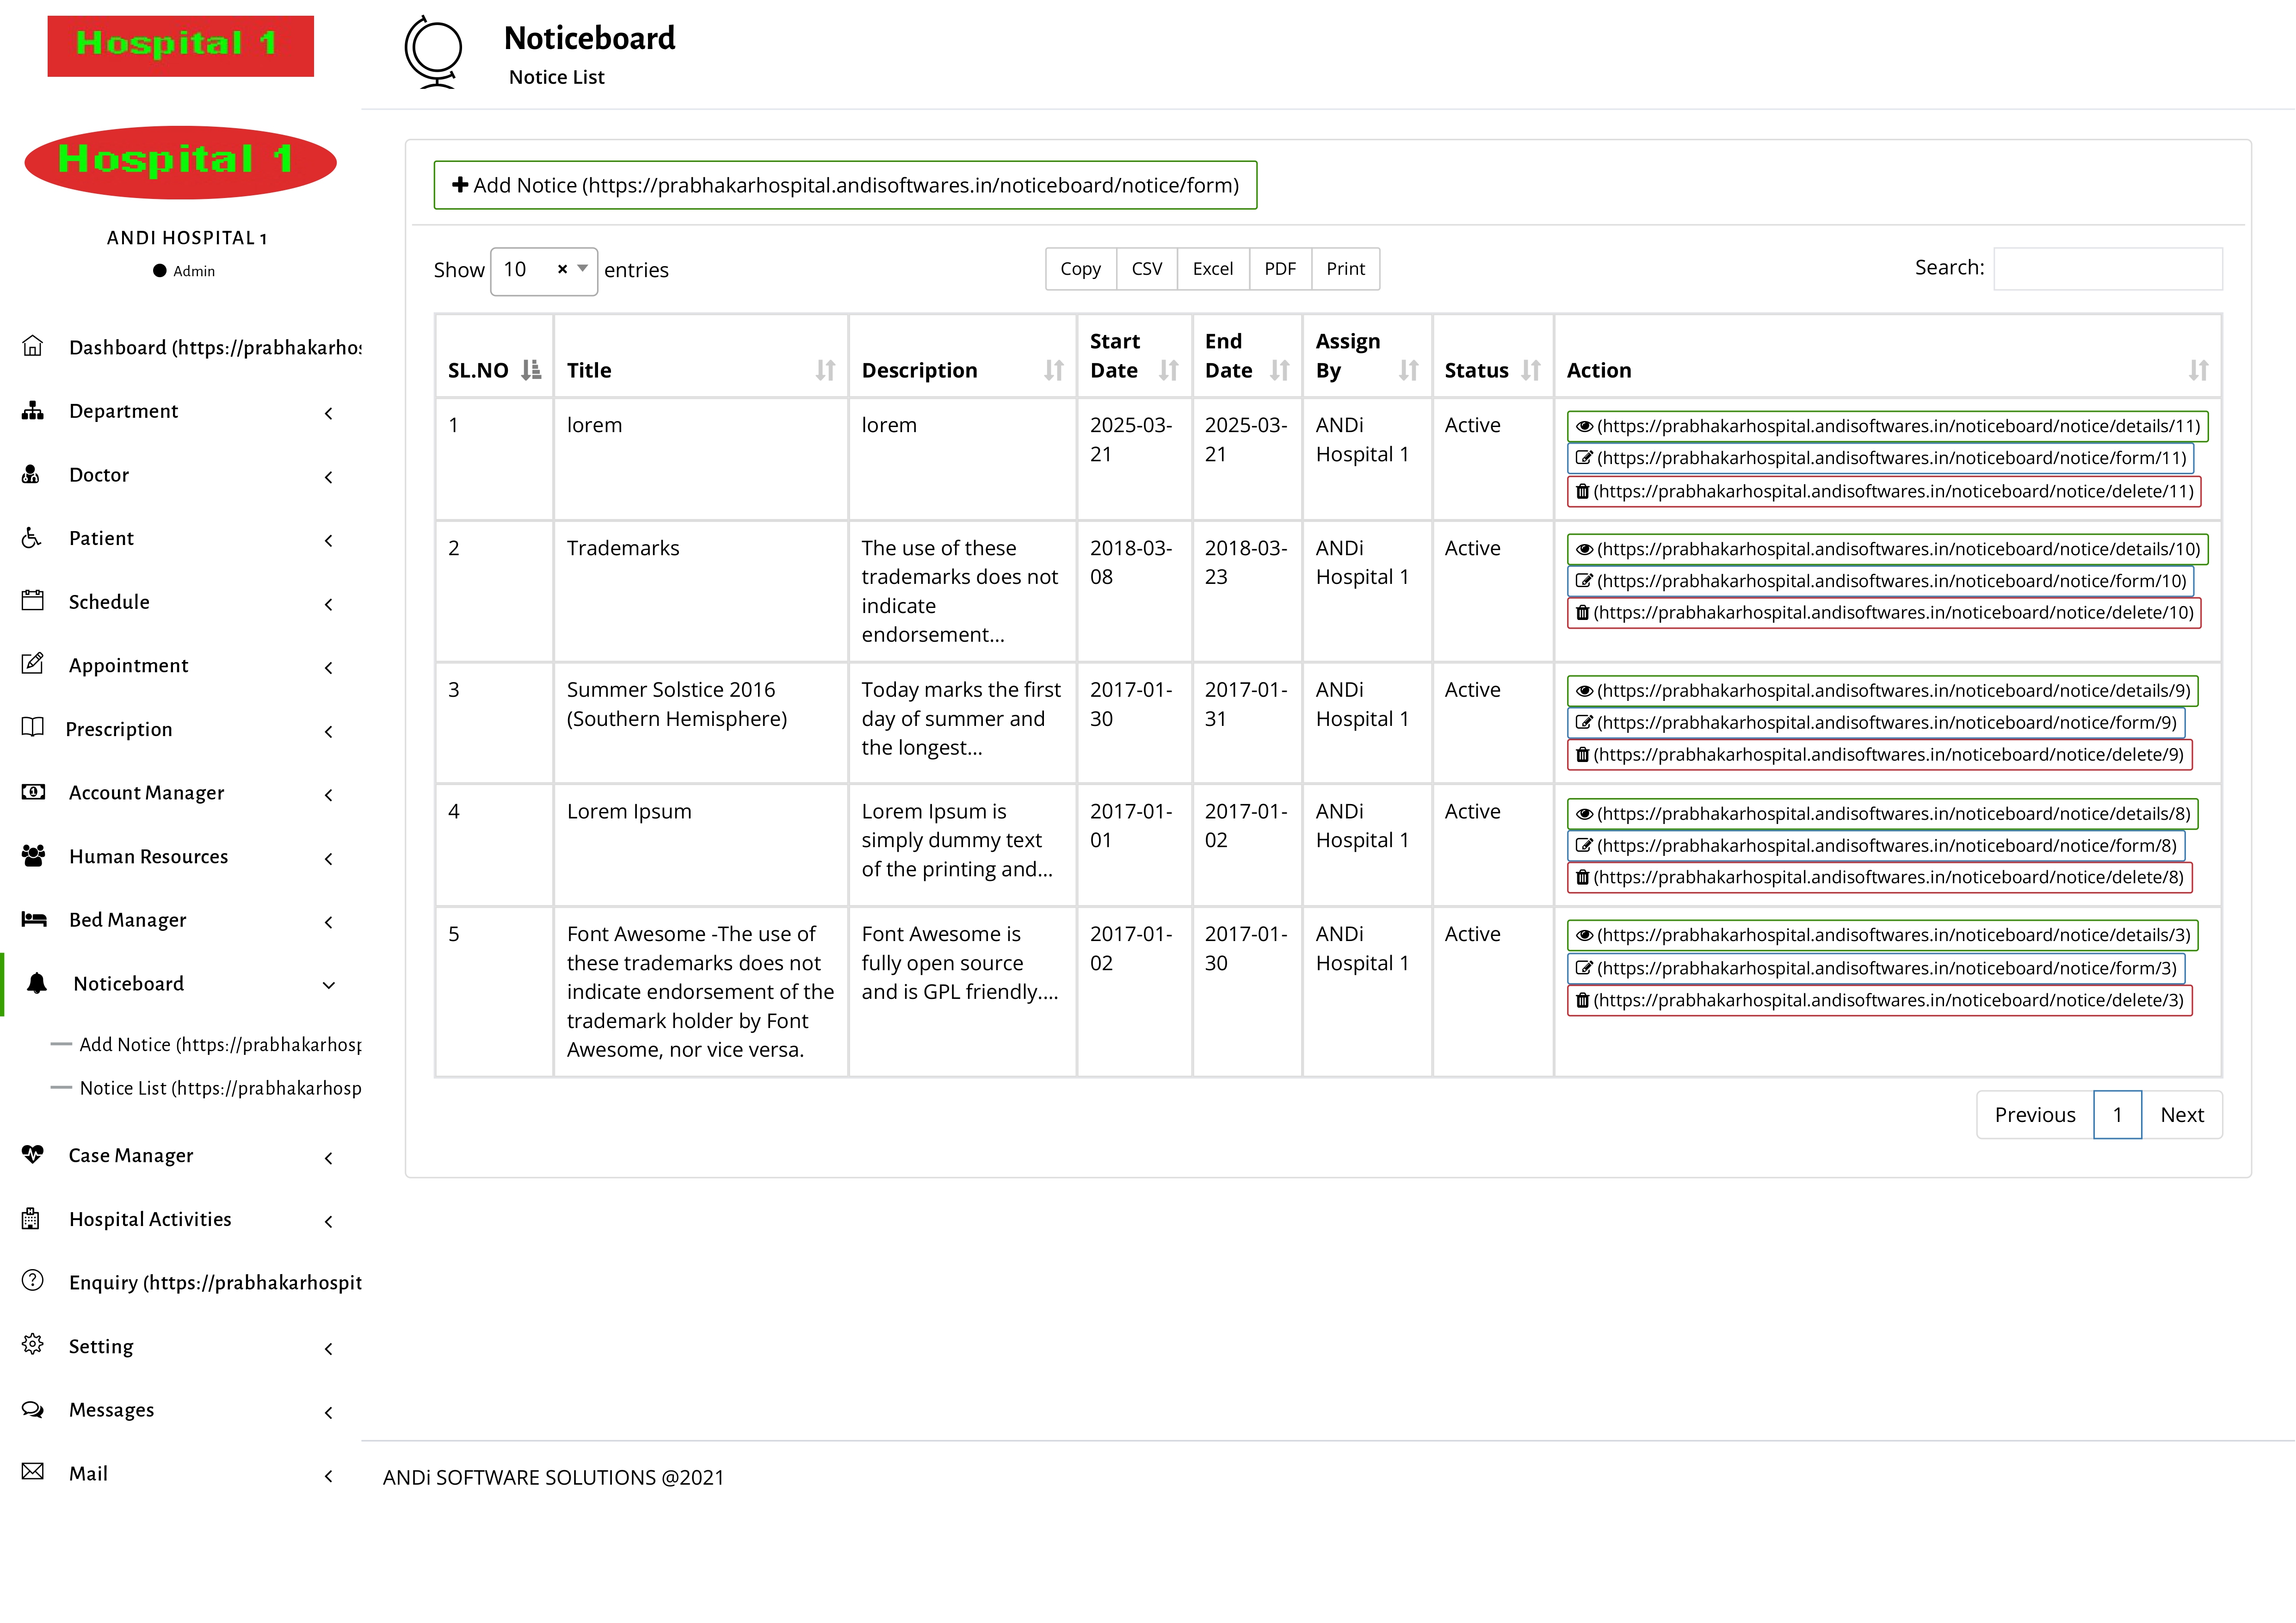 Hospital 1
Hospital 1
ANDI HOSPITAL 1
Admin
Dashboard (https://prabhakarhos
Department
Doctor
Patient
Schedule
Appointment
Prescription
Account Manager
Human Resources
Bed Manager
Noticeboard
Add Notice (https://prabhakarhosp
Notice List (https://prabhakarhosp
Case Manager
Hospital Activities
Enquiry (https://prabhakarhospit
Setting
Messages
Mail
Noticeboard
Notice List
Add Notice (https://prabhakarhospital.andisoftwares.in/noticeboard/notice/form)
Show 10 × entries
Copy CSV Excel PDF Print
Search:
SL.NO Title Description Start Date End Date Assign By Status Action
1 lorem lorem 2025-03-21 2025-03-21 ANDi Hospital 1 Active
(https://prabhakarhospital.andisoftwares.in/noticeboard/notice/details/11)
(https://prabhakarhospital.andisoftwares.in/noticeboard/notice/form/11)
(https://prabhakarhospital.andisoftwares.in/noticeboard/notice/delete/11)
2 Trademarks The use of these trademarks does not indicate endorsement... 2018-03-08 2018-03-23 ANDi Hospital 1 Active
(https://prabhakarhospital.andisoftwares.in/noticeboard/notice/details/10)
(https://prabhakarhospital.andisoftwares.in/noticeboard/notice/form/10)
(https://prabhakarhospital.andisoftwares.in/noticeboard/notice/delete/10)
3 Summer Solstice 2016 (Southern Hemisphere) Today marks the first day of summer and the longest... 2017-01-30 2017-01-31 ANDi Hospital 1 Active
(https://prabhakarhospital.andisoftwares.in/noticeboard/notice/details/9)
(https://prabhakarhospital.andisoftwares.in/noticeboard/notice/form/9)
(https://prabhakarhospital.andisoftwares.in/noticeboard/notice/delete/9)
4 Lorem Ipsum Lorem Ipsum is simply dummy text of the printing and... 2017-01-01 2017-01-02 ANDi Hospital 1 Active
(https://prabhakarhospital.andisoftwares.in/noticeboard/notice/details/8)
(https://prabhakarhospital.andisoftwares.in/noticeboard/notice/form/8)
(https://prabhakarhospital.andisoftwares.in/noticeboard/notice/delete/8)
5 Font Awesome -The use of these trademarks does not indicate endorsement of the trademark holder by Font Awesome, nor vice versa. Font Awesome is fully open source and is GPL friendly.... 2017-01-02 2017-01-30 ANDi Hospital 1 Active
(https://prabhakarhospital.andisoftwares.in/noticeboard/notice/details/3)
(https://prabhakarhospital.andisoftwares.in/noticeboard/notice/form/3)
(https://prabhakarhospital.andisoftwares.in/noticeboard/notice/delete/3)
Previous 1 Next
ANDi SOFTWARE SOLUTIONS @2021